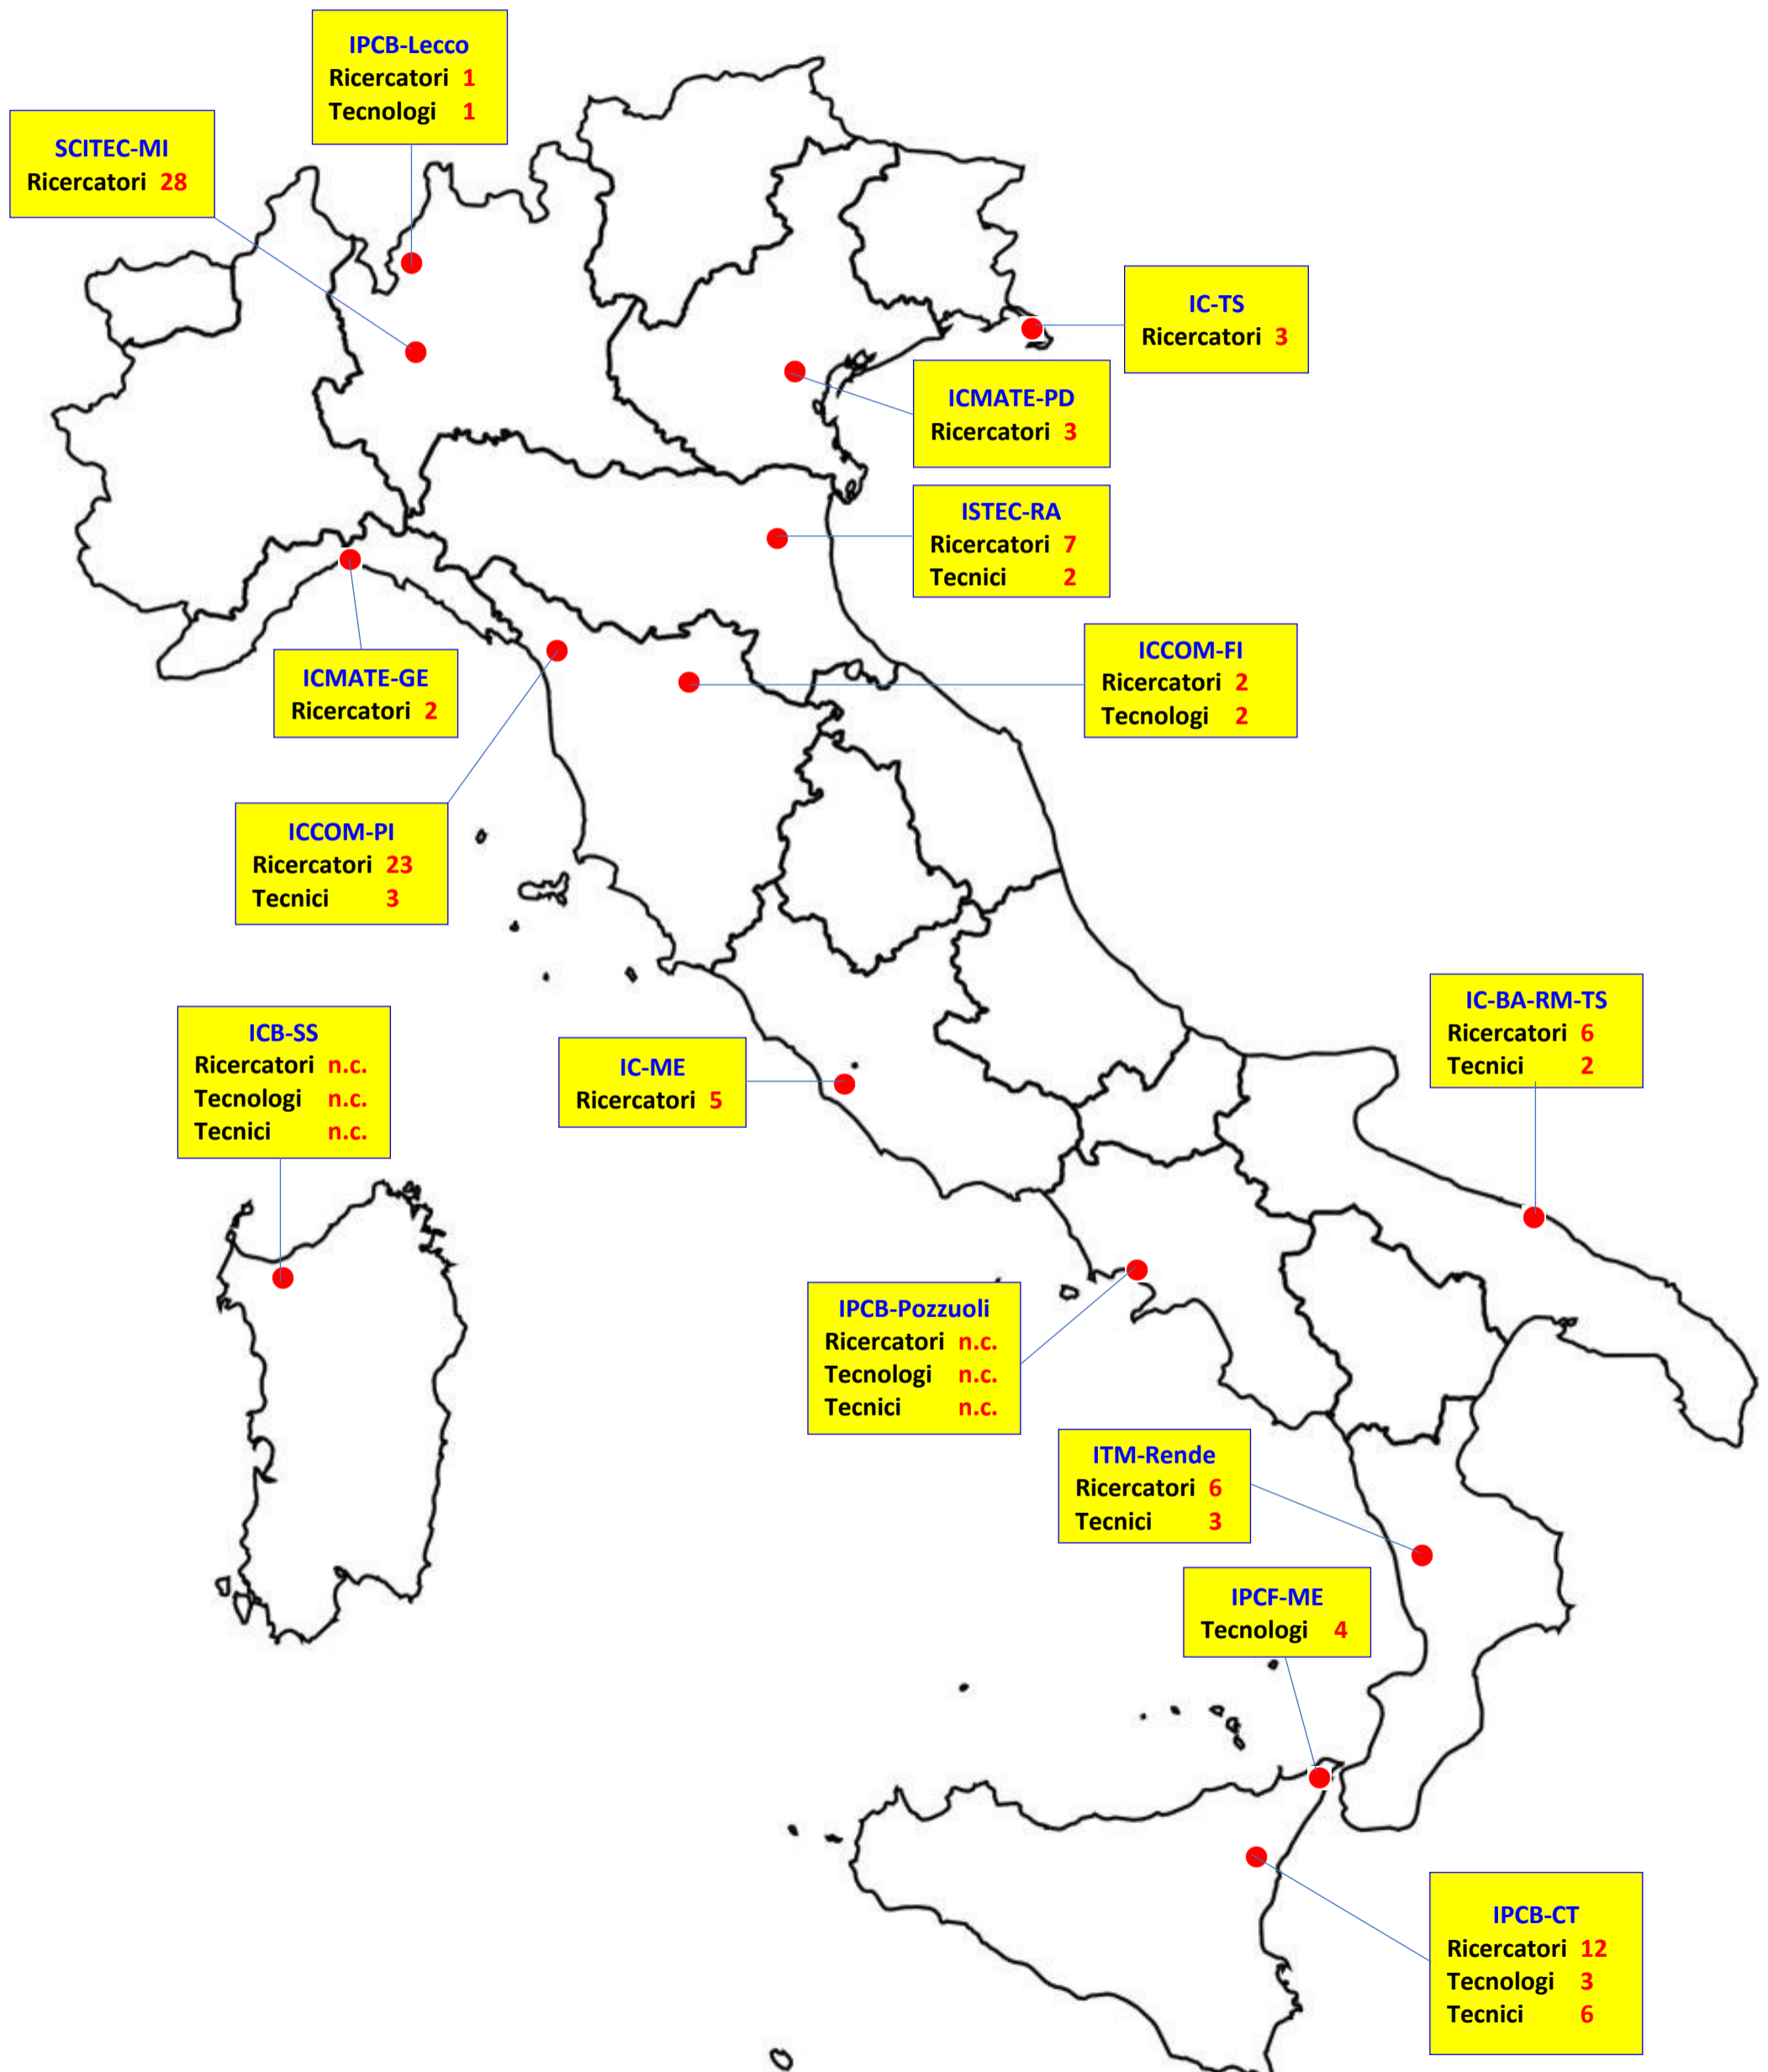 IPCB-Lecco
Ricercatori 1
Tecnologi 1
SCITEC-MI
Ricercatori 28
IC-TS
Ricercatori 3
ICMATE-PD
Ricercatori 3
ISTEC-RA
Ricercatori 7
Tecnici 2
ICCOM-FI
Ricercatori 2
Tecnologi 2
ICMATE-GE
Ricercatori 2
ICCOM-PI
Ricercatori 23
Tecnici 3
IC-BA-RM-TS
Ricercatori 6
Tecnici 2
ICB-SS
Ricercatori n.c.
Tecnologi n.c.
Tecnici n.c.
IC-ME
Ricercatori 5
IPCB-Pozzuoli
Ricercatori n.c.
Tecnologi n.c.
Tecnici n.c.
ITM-Rende
Ricercatori 6
Tecnici 3
IPCF-ME
Tecnologi 4
IPCB-CT
Ricercatori 12
Tecnologi 3
Tecnici 6